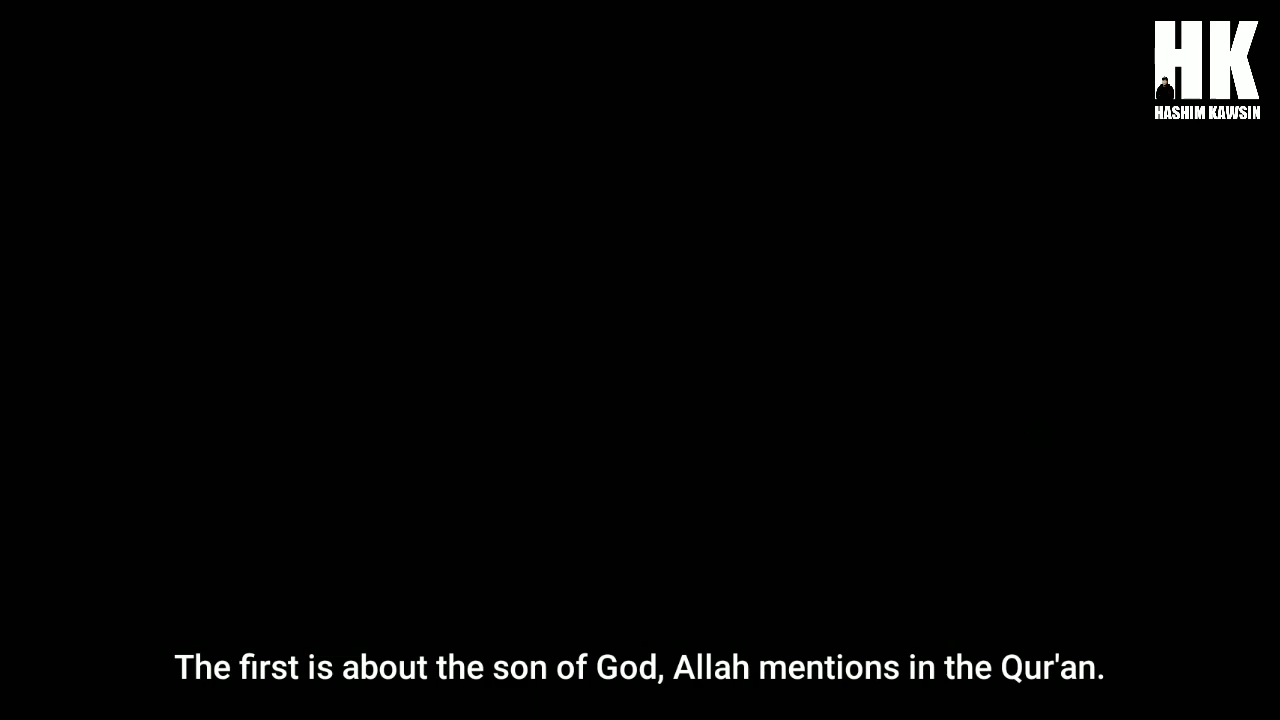 HK
HASHIM KAWSIN
The first is about the son of God, Allah mentions in the Qur'an.